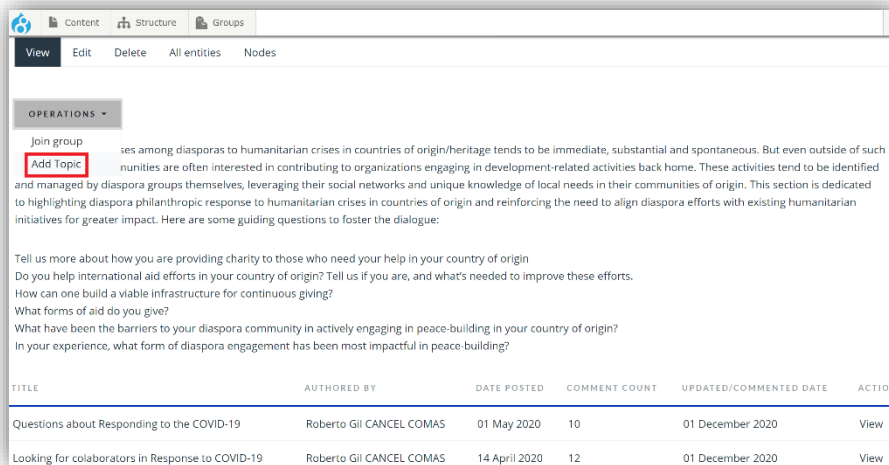 Content Structure Groups
View Edit Delete All entities Nodes
OPERATIONS
Join group
ses among diasporas to humanitarian crises in countries of origin/heritage tends to be immediate, substantial and spontaneous. But even outside of such
Add Topic
nunities are often interested in contributing to organizations engaging in development-related activities back home. These activities tend to be identified
and managed by diaspora groups themselves, leveraging their social networks and unique knowledge of local needs in their communities of origin. This section is dedicated
to highlighting diaspora philanthropic response to humanitarian crises in countries of origin and reinforcing the need to align diaspora efforts with existing humanitarian
initiatives for greater impact. Here are some guiding questions to foster the dialogue:
Tell us more about how you are providing charity to those who need your help in your country of origin
Do you help international aid efforts in your country of origin? Tell us if you are, and what's needed to improve these efforts.
How can one build a viable infrastructure for continuous giving?
What forms of aid do you give?
What have been the barriers to your diaspora community in actively engaging in peace-building in your country of origin?
In your experience, what form of diaspora engagement has been most impactful in peace-building?
TITLE AUTHORED BY DATE POSTED COMMENT COUNT UPDATED/COMMENTED DATE ACTIO
Questions about Responding to the COVID-19 Roberto Gil CANCEL COMAS 01 May 2020 10 01 December 2020 View
Looking for colaborators in Response to COVID-19 Roberto Gil CANCEL COMAS 14 April 2020 12 01 December 2020 View